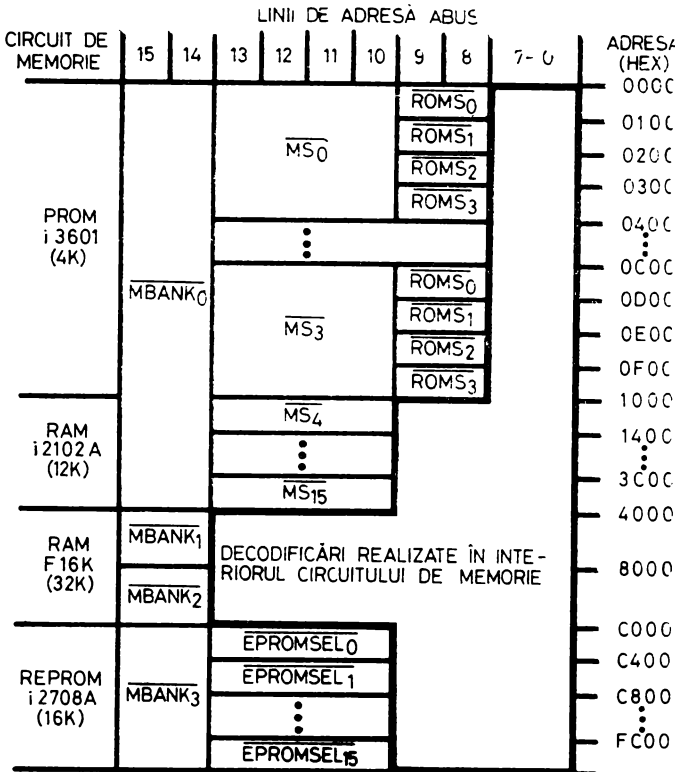 LINII DE ADRESĂ ABUS
CIRCUIT DE MEMORIE 15 14 13 12 11 10 9 8 7-0 ADRESA (HEX)
0000
ROMS0
0100
MS0 ROMS1
0200
ROMS2
0300
ROMS3
PROM
i 3601
(4K)
0400
0C00
MBANK0
ROMS0
0D00
MS3 ROMS1
0E00
ROMS2
0F00
ROMS3
1000
RAM
i2102A
(12K)
MS4
1400
3C00
MS15
4000
RAM
F16K
(32K)
MBANK1
DECODIFICĂRI REALIZATE ÎN INTE-
RIORUL CIRCUITULUI DE MEMORIE
8000
MBANK2
C000
REPROM
i2708A
(16K)
MBANK3
EPROMSEL0
C400
EPROMSEL1
C800
FC00
EPROMSEL15